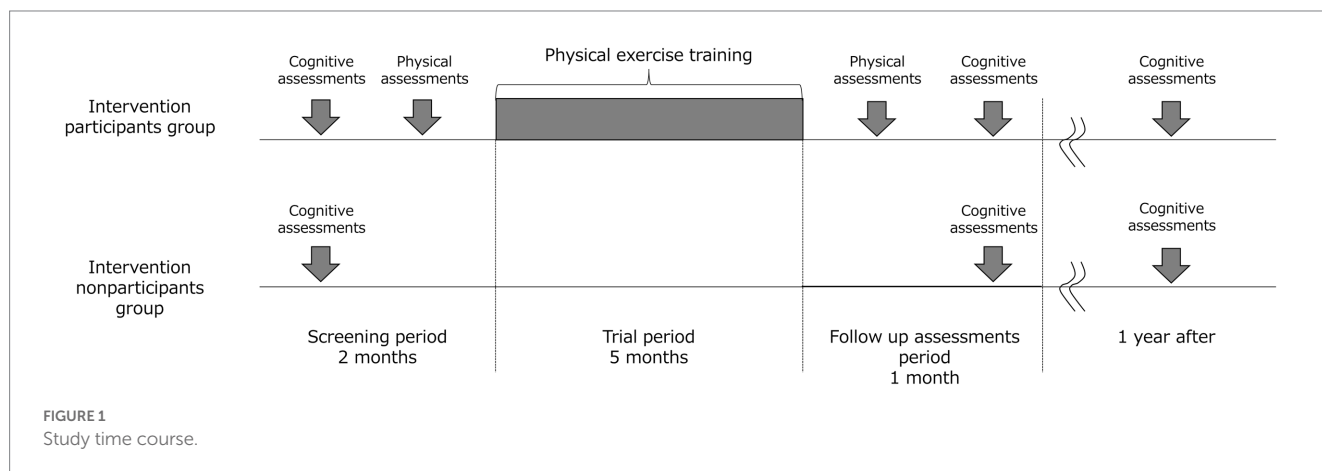 Physical exercise training
Cognitive
assessments
Physical
assessments
Physical
assessments
Cognitive
assessments
Cognitive
assessments
Intervention
participants group
Cognitive
assessments
Cognitive
assessments
Cognitive
assessments
Intervention
nonparticipants
group
Screening period
2 months
Trial period
5 months
Follow up assessments
period
1 month
1 year after
FIGURE 1
Study time course.